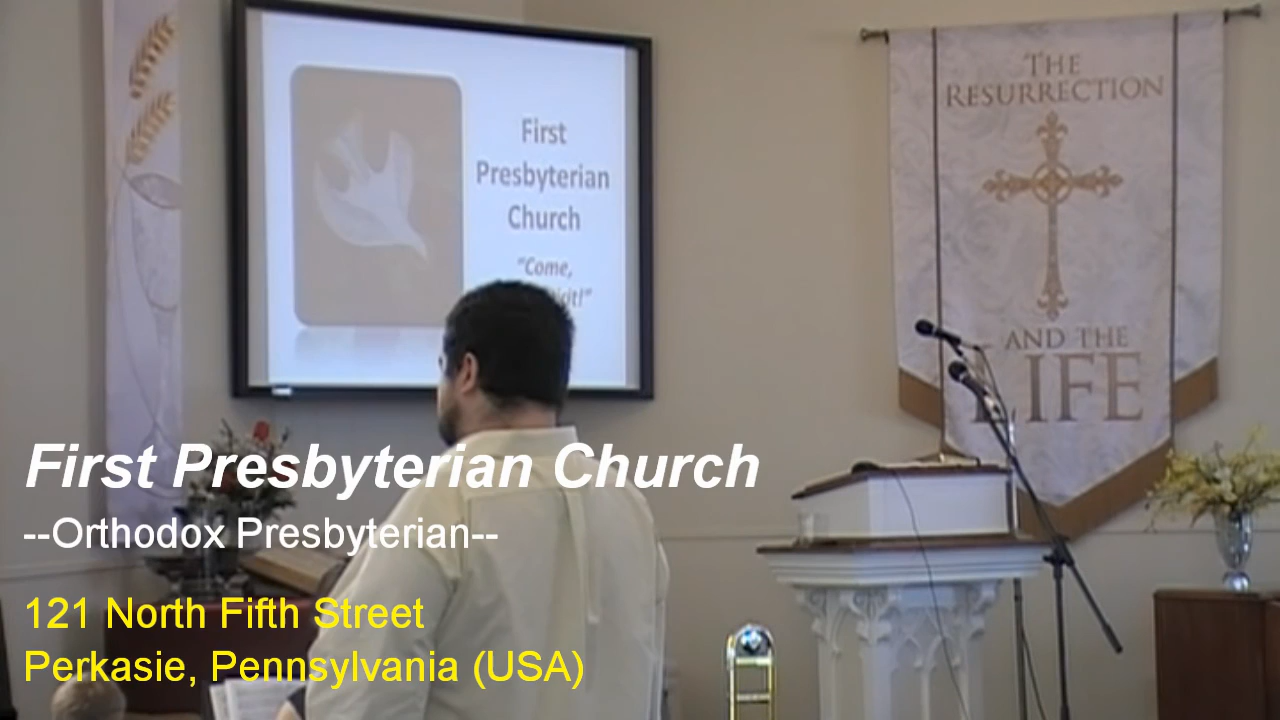 First
Presbyterian
Church
"Come,
THE
RESURRECTION
AND THE
LIFE
First Presbyterian Church
--Orthodox Presbyterian--
121 North Fifth Street
Perkasie, Pennsylvania (USA)